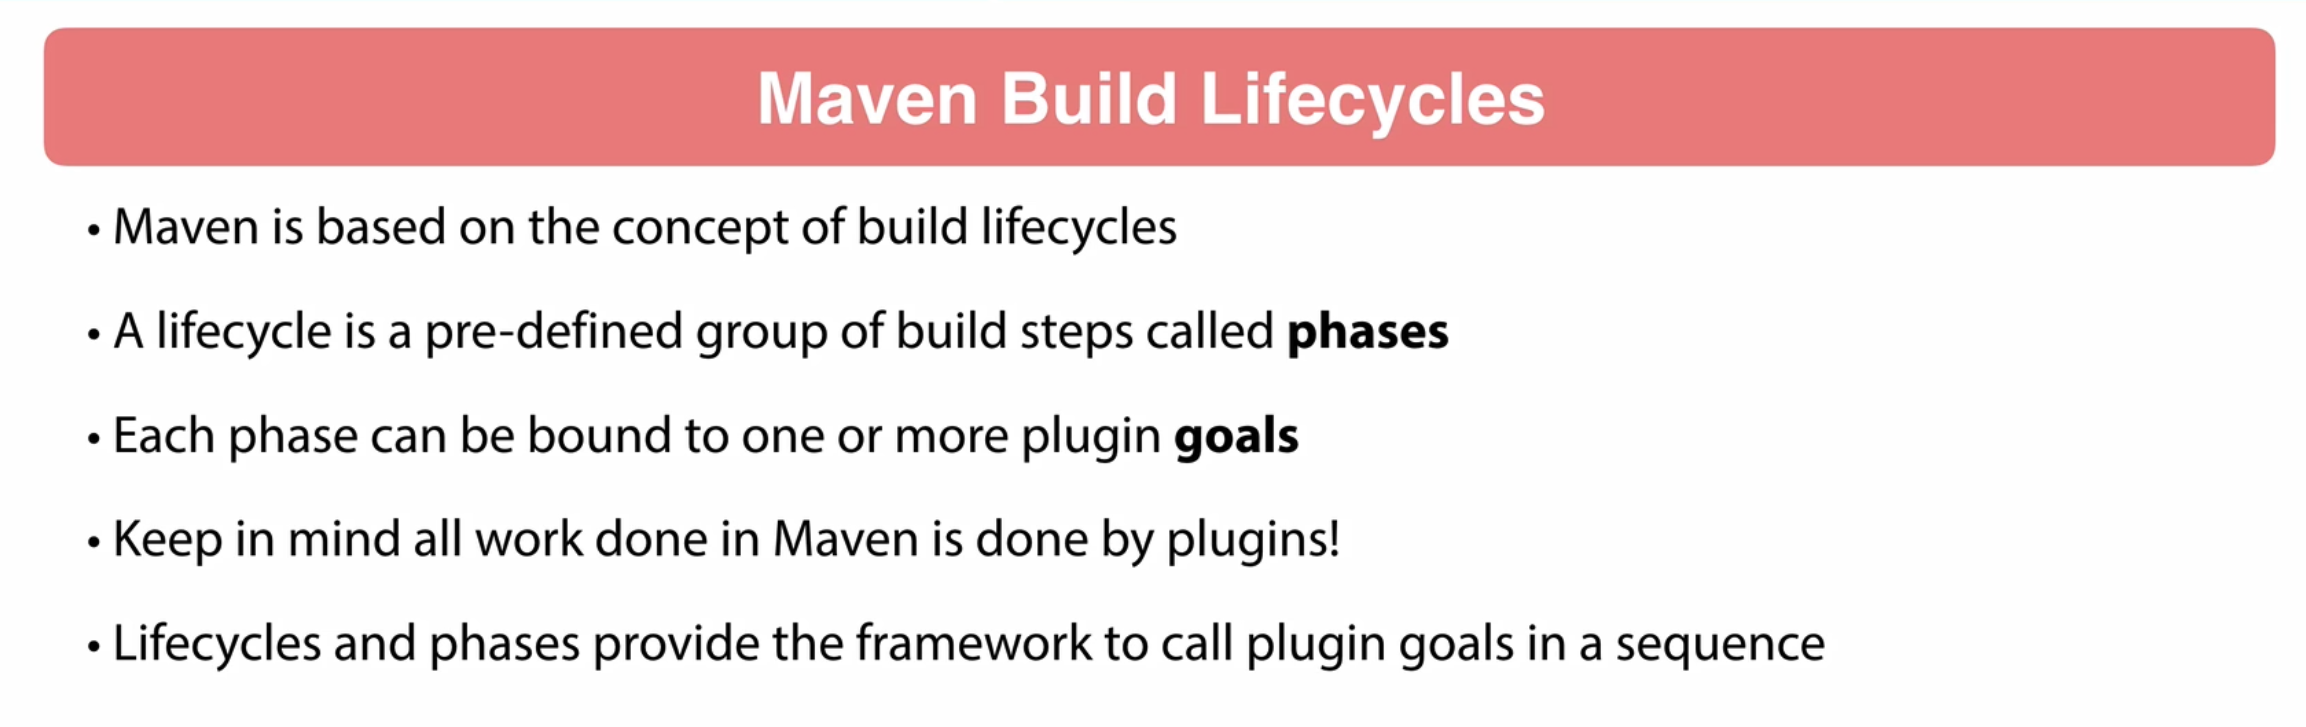 Maven Build Lifecycles
• Maven is based on the concept of build lifecycles
• A lifecycle is a pre-defined group of build steps called phases
• Each phase can be bound to one or more plugin goals
• Keep in mind all work done in Maven is done by plugins!
• Lifecycles and phases provide the framework to call plugin goals in a sequence